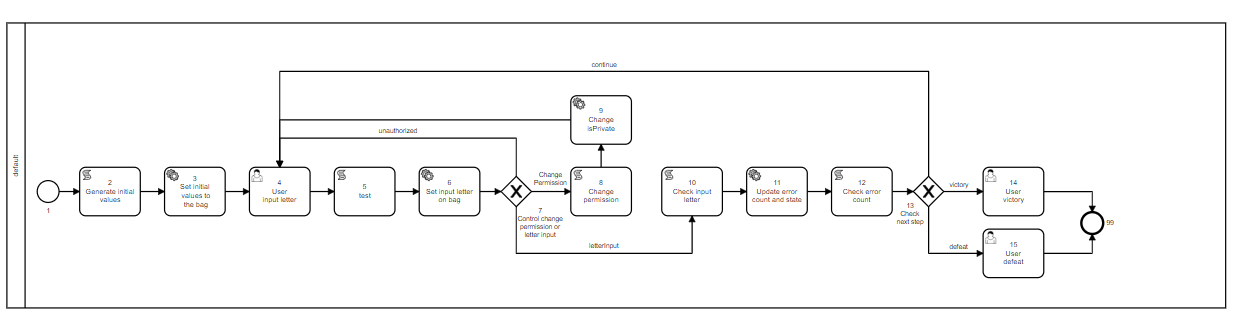 continue
9
Change
isPrivate
unauthorized
default
1
2
Generate initial
values
3
Set initial
values to
the bag
4
User
input letter
5
test
6
Set input letter
on bag
Change
Permission
7
Control change
permission or
letter input
8
Change
permission
letterInput
10
Check input
letter
11
Update error
count and state
12
Check error
count
13
Check
next step
victory
14
User
victory
defeat
15
User
defeat
99